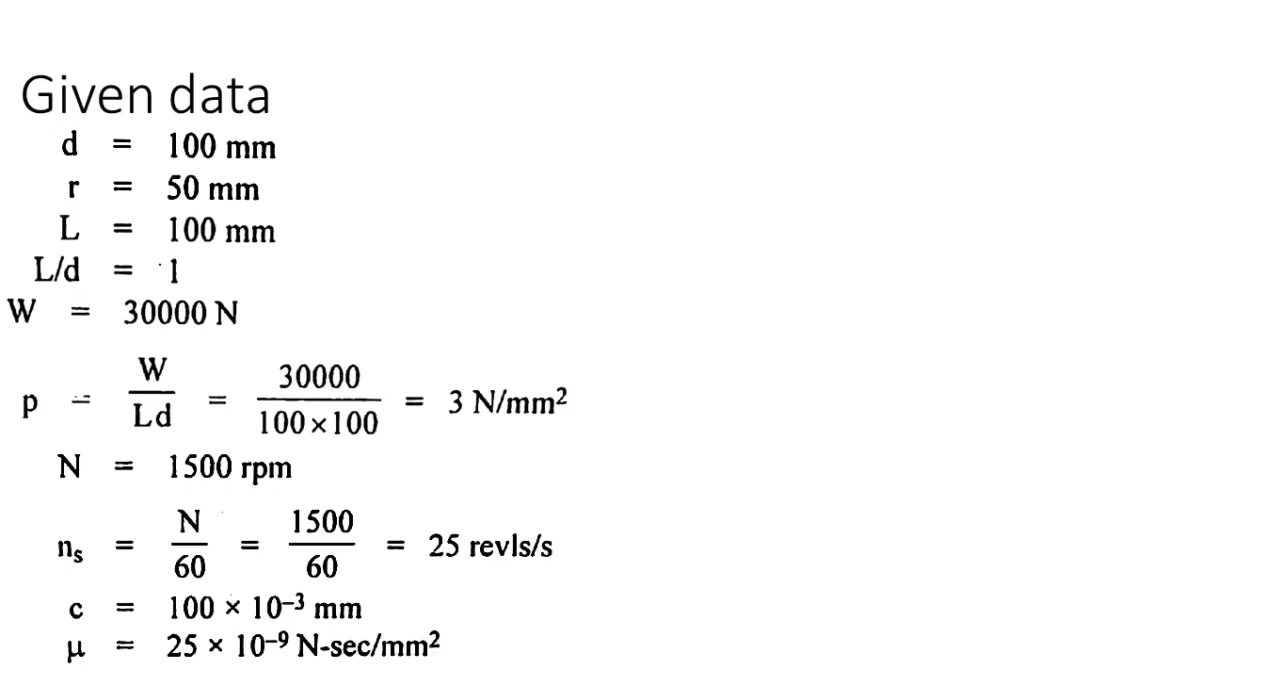 Given data
d = 100 mm
r = 50 mm
L = 100 mm
L/d = 1
W = 30000 N
p = W/Ld = 30000/100×100 = 3 N/mm²
N = 1500 rpm
nₛ = N/60 = 1500/60 = 25 revls/s
c = 100 × 10⁻³ mm
μ = 25 × 10⁻⁹ N-sec/mm²